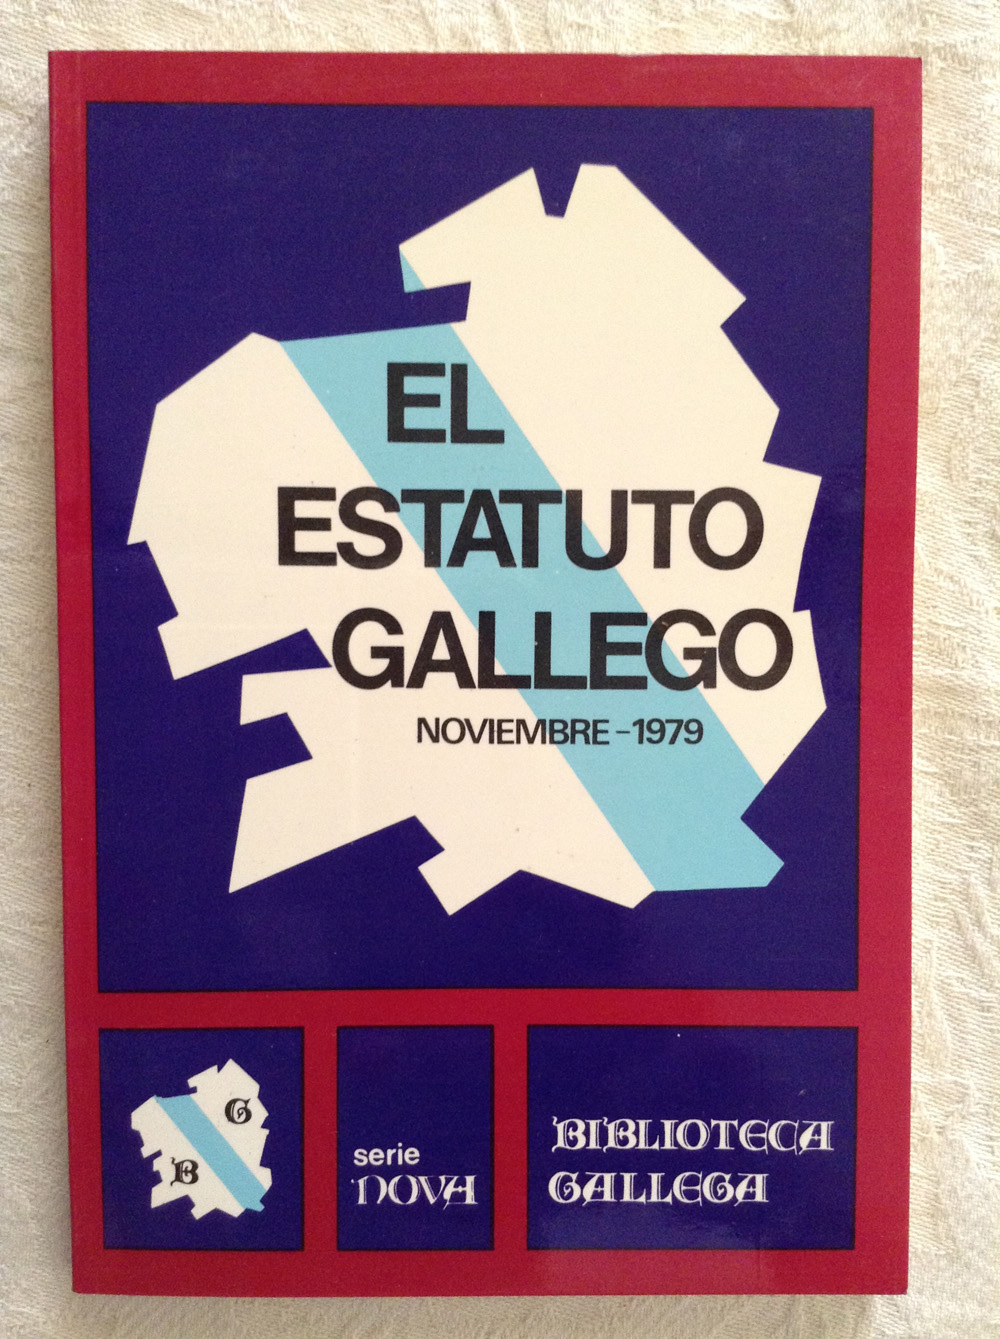 EL
ESTATUTO
GALLEGO
NOVIEMBRE-1979
G
B
serie
NOVA
BIBLIOTECA
GALLEGA